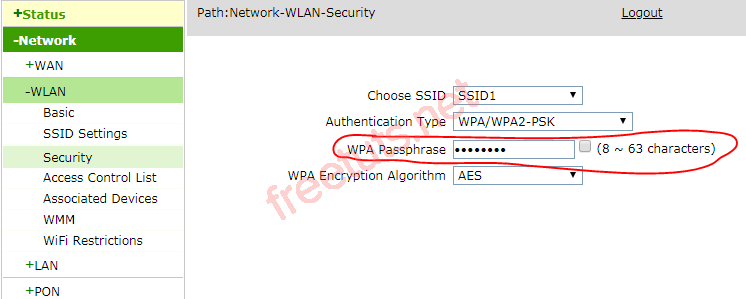 +Status
Path:Network-WLAN-Security
Logout
-Network
+WAN
-WLAN
Basic
SSID Settings
Security
Access Control List
Associated Devices
WMM
WiFi Restrictions
+LAN
+PON
Choose SSID SSID1
Authentication Type WPA/WPA2-PSK
WPA Passphrase •••••••• (8 ~ 63 characters)
WPA Encryption Algorithm AES
freetuts.net